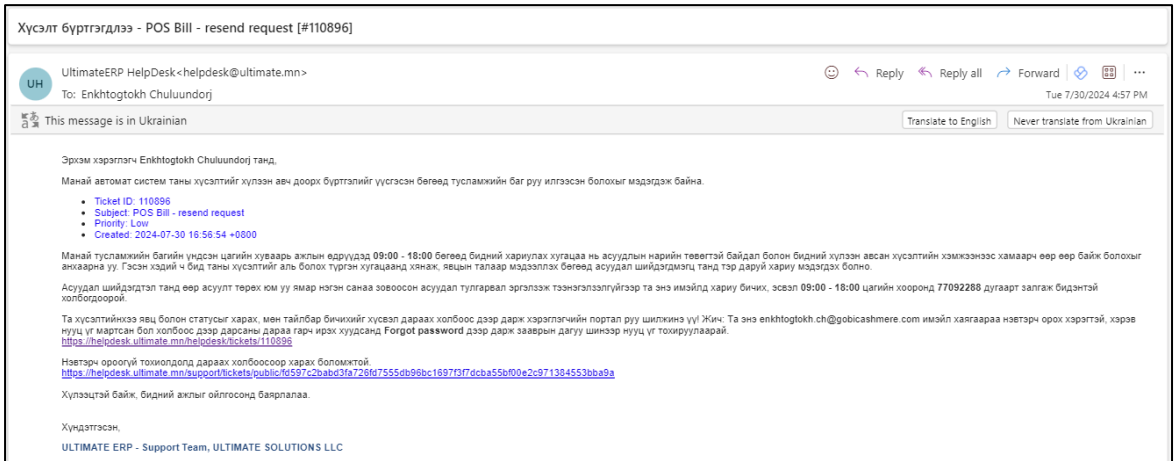 Хүсэлт бүртгэгдлээ - POS Bill - resend request [#110896]
UH
UltimateERP HelpDesk<helpdesk@ultimate.mn>
Reply
Reply all
Forward
To: Enkhtogtokh Chuluundorj
Tue 7/30/2024 4:57 PM
This message is in Ukrainian
Translate to English
Never translate from Ukrainian
Эрхэм хэрэглэгч Enkhtogtokh Chuluundorj танд,
Манай автомат систем таны хүсэлтийг хүлээн авч доорх бүртгэлийг үүсгэсэн бөгөөд тусламжийн баг руу илгээсэн болохыг мэдэгдэж байна.
• Ticket ID: 110896
• Subject: POS Bill - resend request
• Priority: Low
• Created: 2024-07-30 16:56:54 +0800
Манай тусламжийн багийн үндсэн цагийн хуваарь ажлын өдрүүдэд 09:00 - 18:00 бөгөөд бидний хариулах хугацаа нь асуудлын нарийн төвөгтэй байдал болон бидний хүлээн авсан хүсэлтийн хэмжээнээс хамаарч өөр өөр байж болохыг
анхаарна уу. Гэсэн хэдий ч бид таны хүсэлтийг аль болох түргэн хугацаанд хянаж, явцын талаар мэдээллэх бөгөөд асуудал шийдэгдмэгц танд тэр даруй хариу мэдэгдэх болно.
Асуудал шийдэгдтэл танд өөр асуулт төрөх юм уу ямар нэгэн санаа зовоосон асуудал тулгарвал эргэлзэж тээнэгэлзэлгүйгээр та энэ имэйлд хариу бичих, эсвэл 09:00 - 18:00 цагийн хооронд 77092288 дугаарт залгаж бидэнтэй
холбогдоорой.
Та хүсэлтийнхээ явц болон статусыг харах, мөн тайлбар бичихийг хүсвэл дараах холбоос дээр дарж хэрэглэгчийн портал руу шилжинэ үү! Жич: Та энэ enkhtogtokh.ch@gobicashmere.com имэйл хаягаараа нэвтэрч орох хэрэгтэй, хэрэв
нууц үг мартсан бол холбоос дээр дарсаны дараа гарч ирэх хуудсанд Forgot password дээр дарж зааврын дагуу шинээр нууц үг тохируулаарай.
https://helpdesk.ultimate.mn/helpdesk/tickets/110896
Нэвтэрч ороогүй тохиолдолд дараах холбоосоор харах боломжтой.
https://helpdesk.ultimate.mn/support/tickets/public/fd597c2babd3fa726fd7555db96bc1697f3f7dcba55bf00e2c971384553bba9a
Хүлээцтэй байж, бидний ажлыг ойлгосонд баярлалаа.
Хүндэтгэсэн,
ULTIMATE ERP - Support Team, ULTIMATE SOLUTIONS LLC